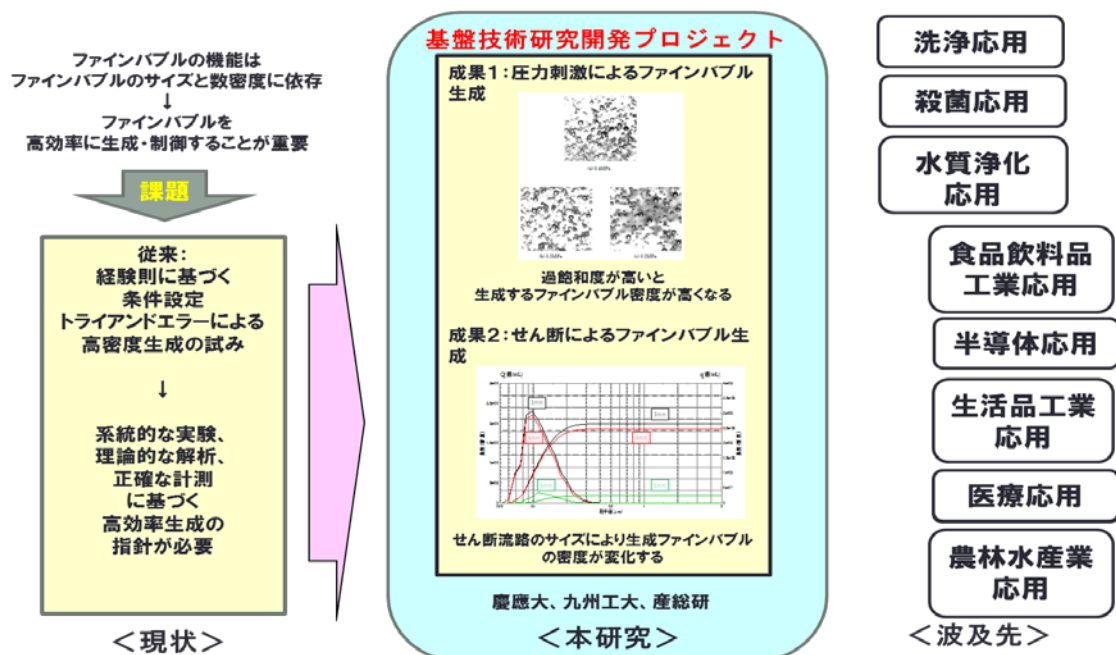 ファインバブルの機能は
ファインバブルのサイズと数密度に依存
↓
ファインバブルを
高効率に生成・制御することが重要
課題
従来：
経験則に基づく
条件設定
トライアンドエラーによる
高密度生成の試み
↓
系統的な実験、
理論的な解析、
正確な計測
に基づく
高効率生成の
指針が必要
＜現状＞
基盤技術研究開発プロジェクト
成果1：圧力刺激によるファインバブル
生成
過飽和度が高いと
生成するファインバブル密度が高くなる
成果2：せん断によるファインバブル生
成
せん断流路のサイズにより生成ファインバブル
の密度が変化する
慶應大、九州工大、産総研
＜本研究＞
洗浄応用
殺菌応用
水質浄化
応用
食品飲料品
工業応用
半導体応用
生活品工業
応用
医療応用
農林水産業
応用
＜波及先＞